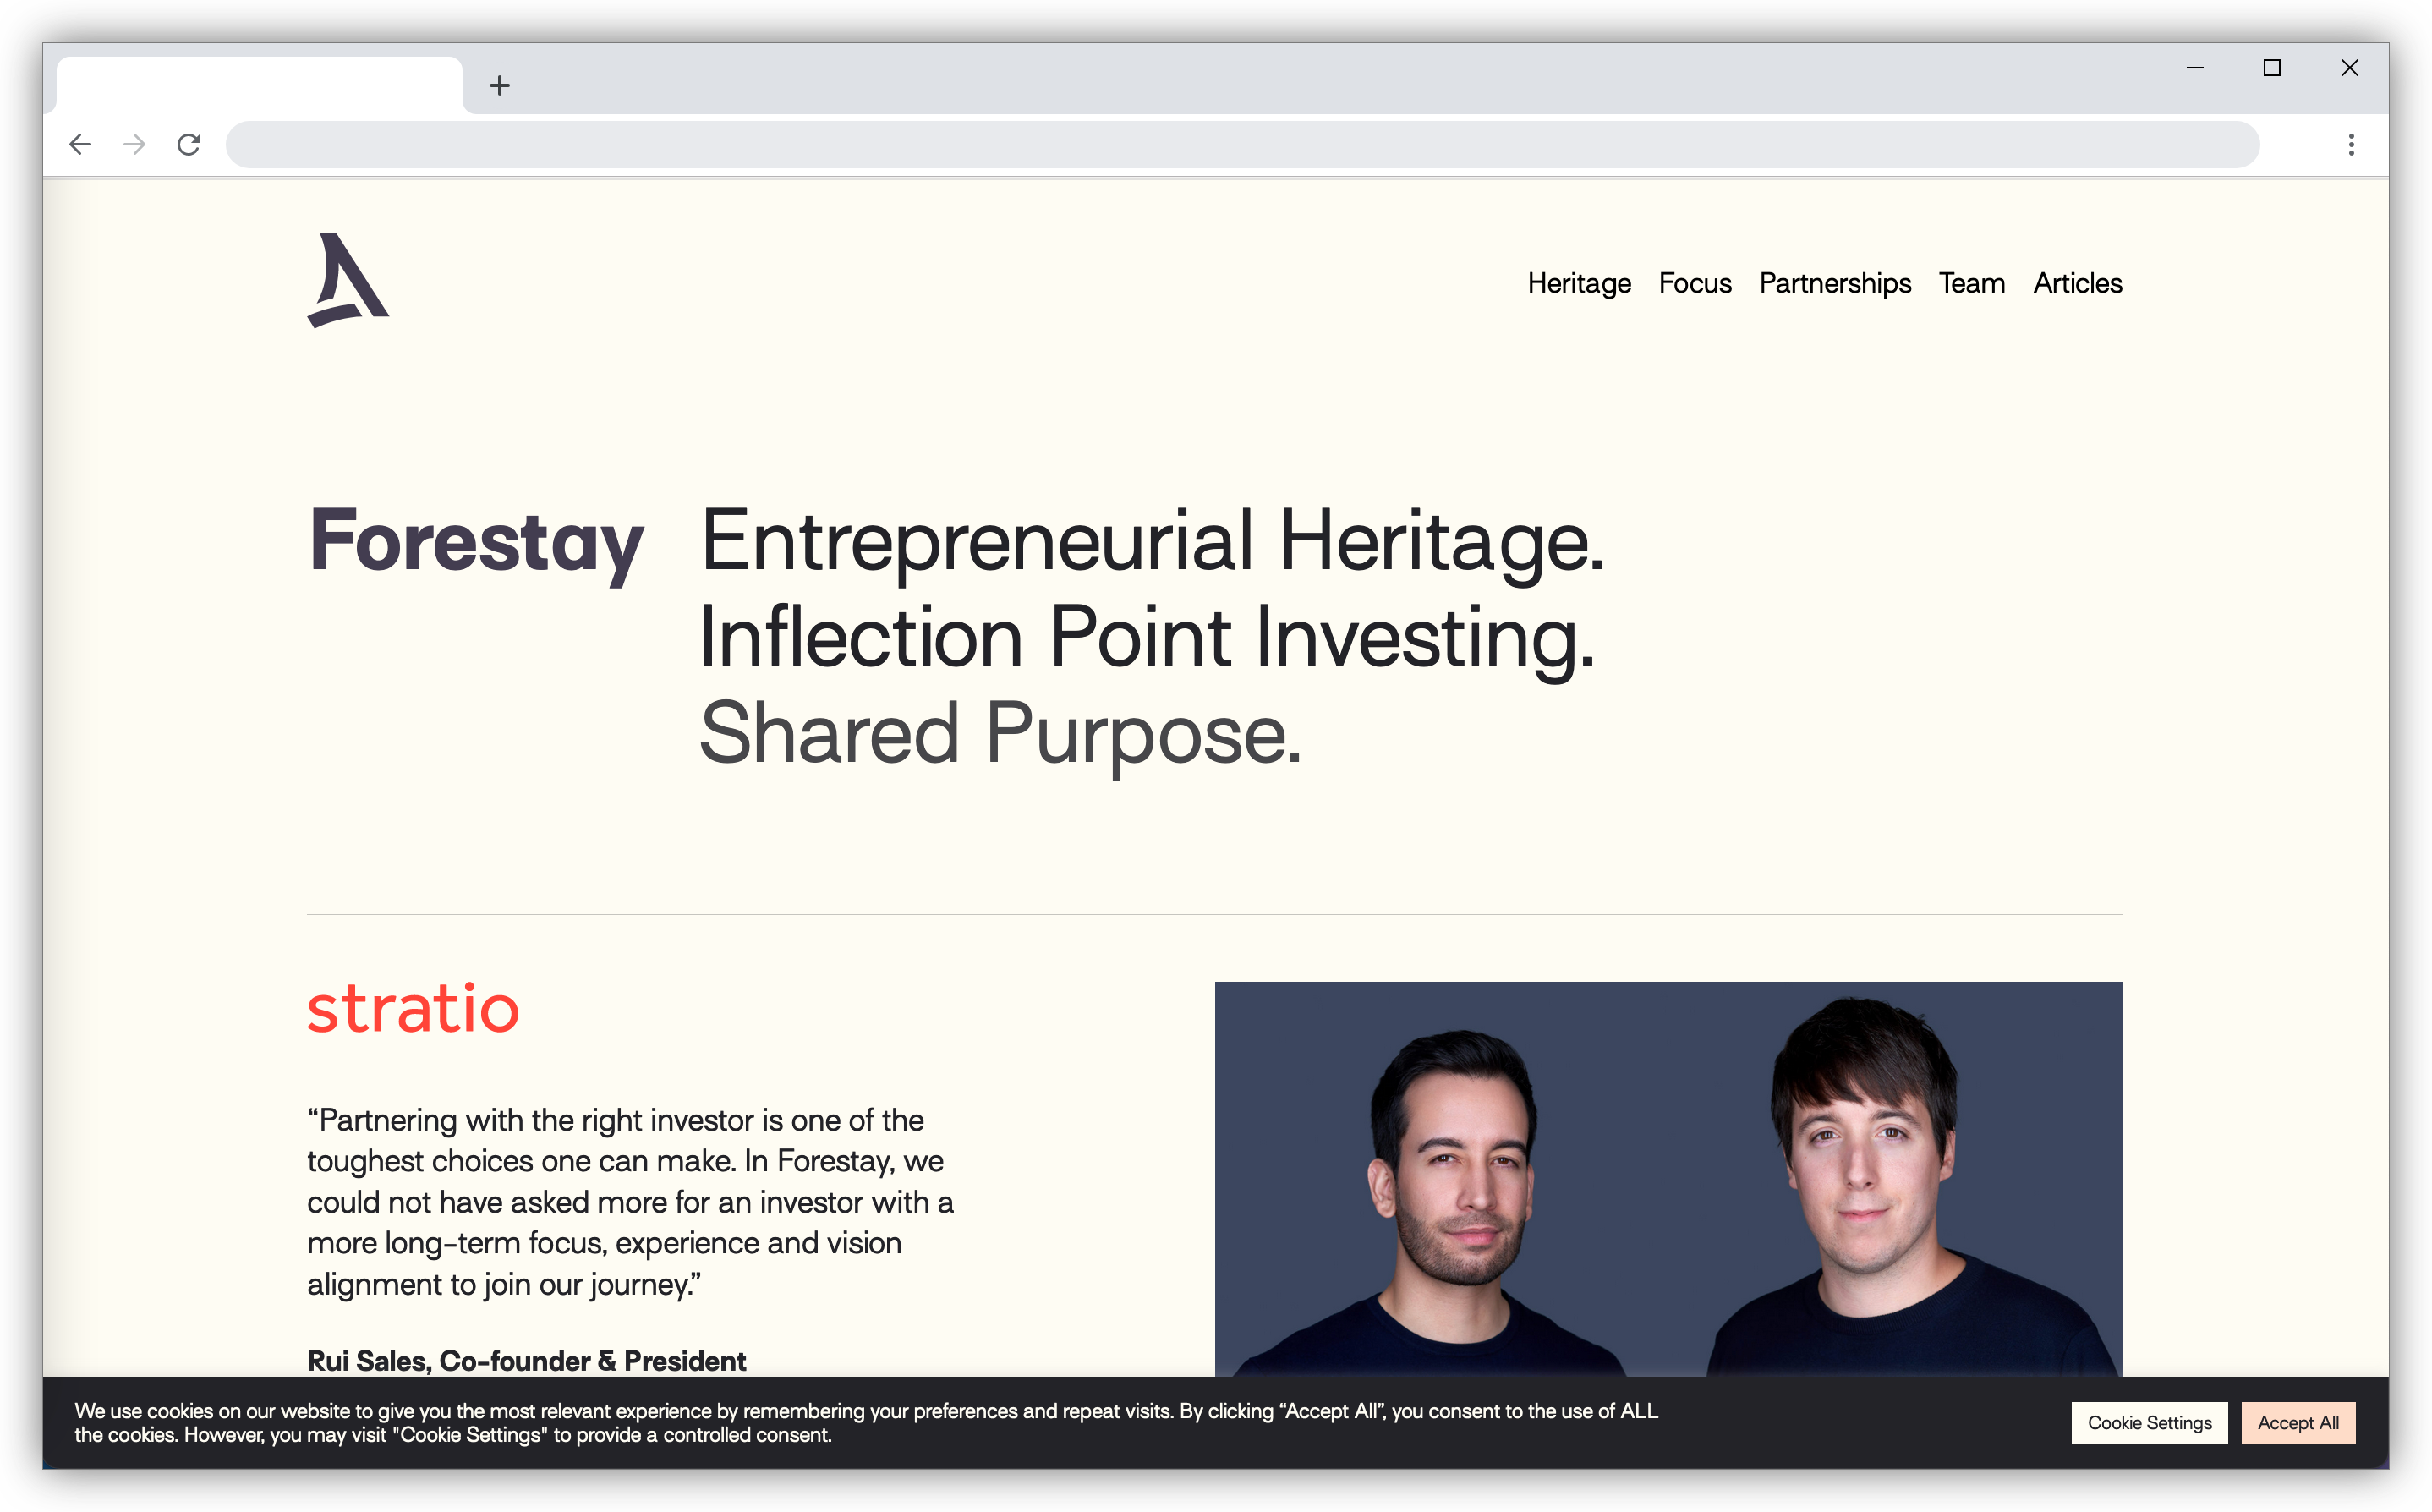 Heritage Focus Partnerships Team Articles
Forestay
Entrepreneurial Heritage.
Inflection Point Investing.
Shared Purpose.
stratio
“Partnering with the right investor is one of the
toughest choices one can make. In Forestay, we
could not have asked more for an investor with a
more long-term focus, experience and vision
alignment to join our journey.”
Rui Sales, Co-founder & President
We use cookies on our website to give you the most relevant experience by remembering your preferences and repeat visits. By clicking “Accept All”, you consent to the use of ALL
the cookies. However, you may visit "Cookie Settings" to provide a controlled consent.
Cookie Settings
Accept All